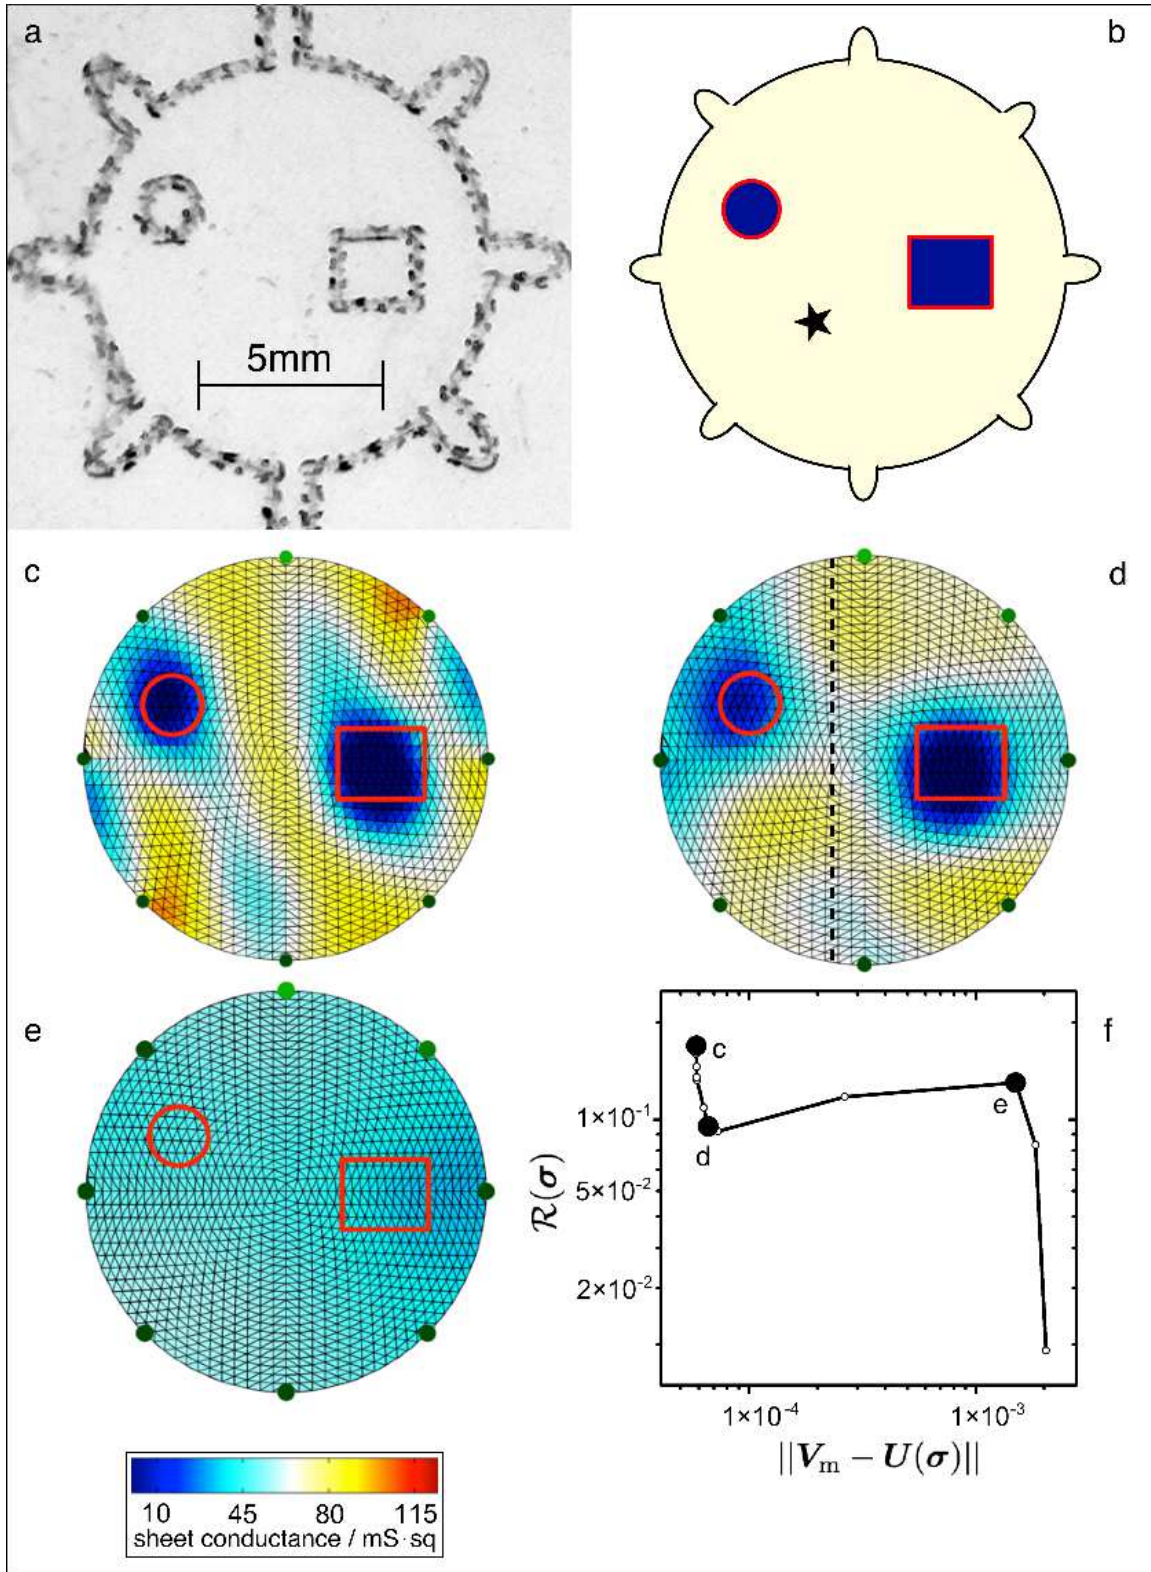 a
b
5mm
c
d
e
f
c
d
e
1×10⁻¹
5×10⁻²
2×10⁻²
ℛ(σ)
1×10⁻⁴ 1×10⁻³
||Vₘ − U(σ)||
10 45 80 115
sheet conductance / mS·sq